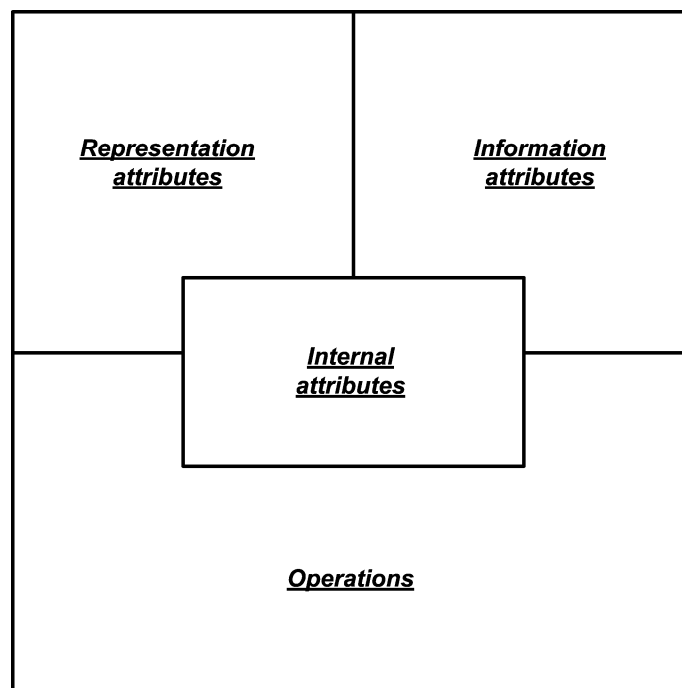 Representation
attributes
Information
attributes
Internal
attributes
Operations